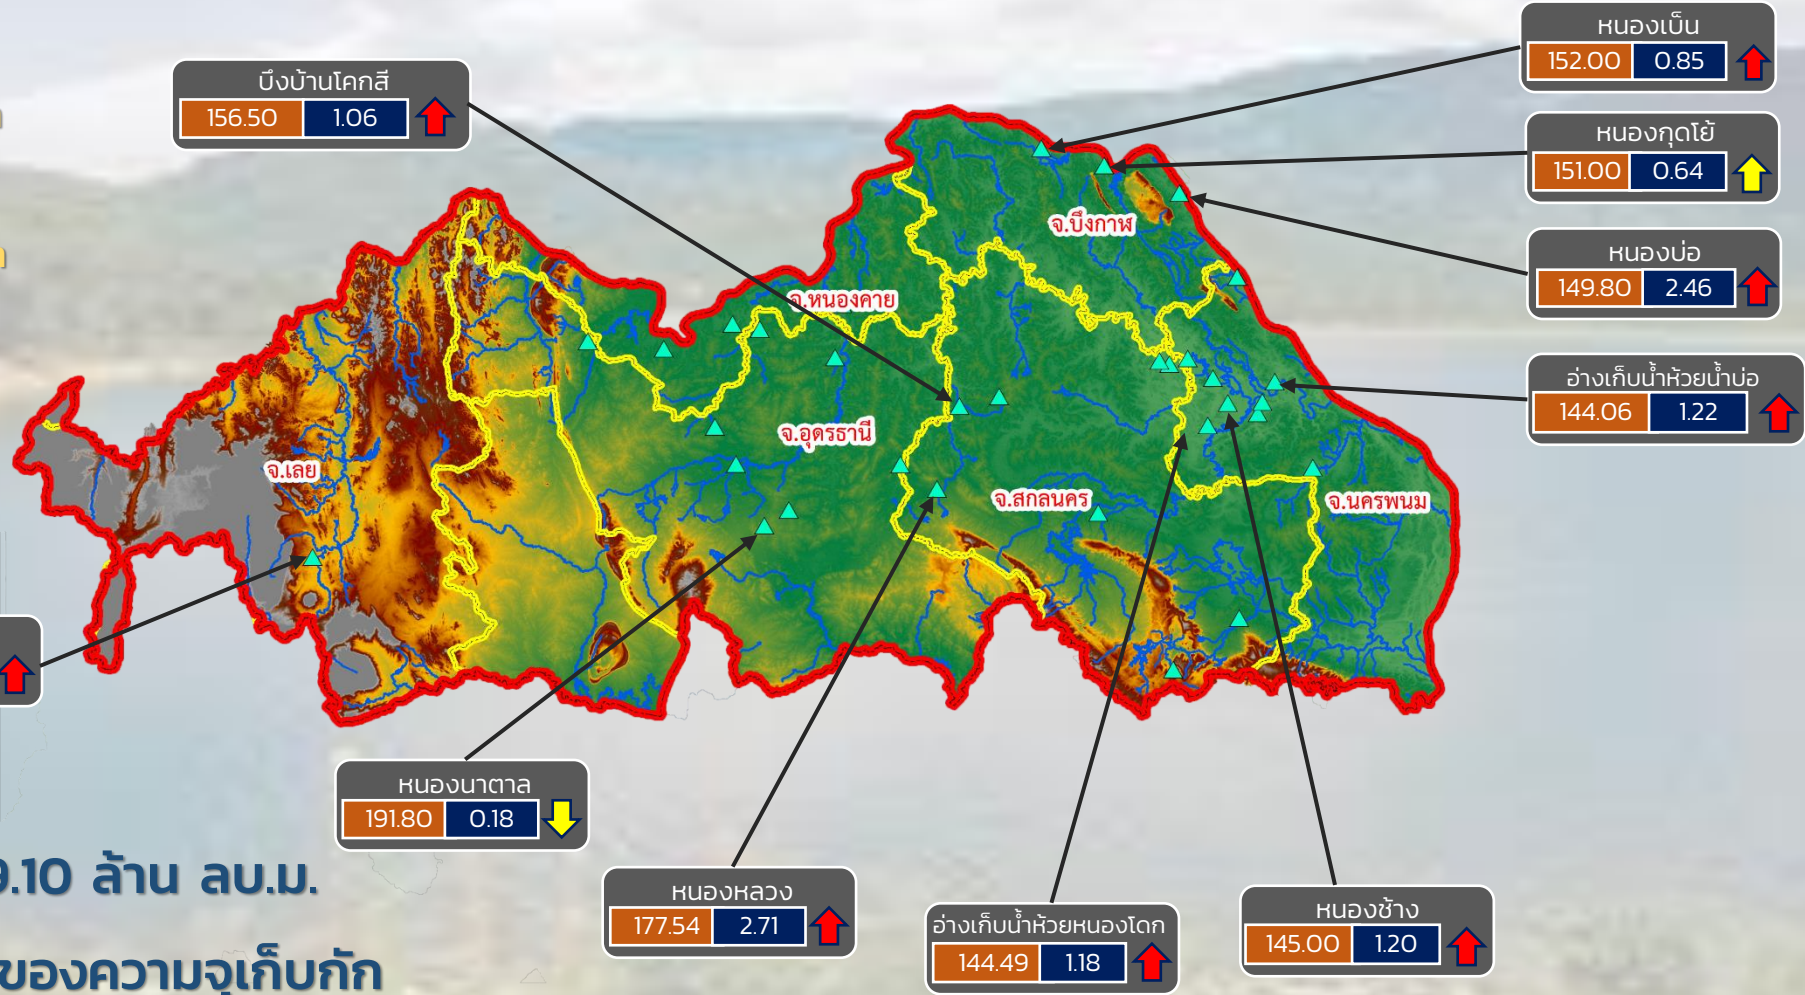 หนองเบ็น
152.00 0.85
บึงบ้านโคกสี
156.50 1.06
หนองกุดโย้
151.00 0.64
จ.บึงกาฬ
หนองบ่อ
149.80 2.46
จ.หนองคาย
อ่างเก็บน้ำห้วยน้ำบ่อ
144.06 1.22
จ.อุดรธานี
จ.เลย
จ.สกลนคร
จ.นครพนม
หนองนาตาล
191.80 0.18
9.10 ล้าน ลบ.ม.
หนองหลวง
177.54 2.71
อ่างเก็บน้ำห้วยหนองโดก
144.49 1.18
หนองช้าง
145.00 1.20
ของความจุเก็บกัก